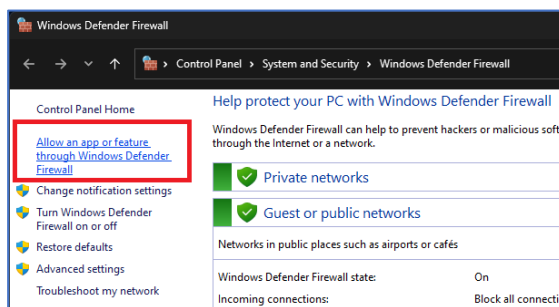 Windows Defender Firewall
Control Panel > System and Security > Windows Defender Firewall
Control Panel Home
Allow an app or feature
through Windows Defender
Firewall
Change notification settings
Turn Windows Defender
Firewall on or off
Restore defaults
Advanced settings
Troubleshoot my network
Help protect your PC with Windows Defender Firewall
Windows Defender Firewall can help to prevent hackers or malicious soft
through the Internet or a network.
Private networks
Guest or public networks
Networks in public places such as airports or cafés
Windows Defender Firewall state: On
Incoming connections: Block all connecti